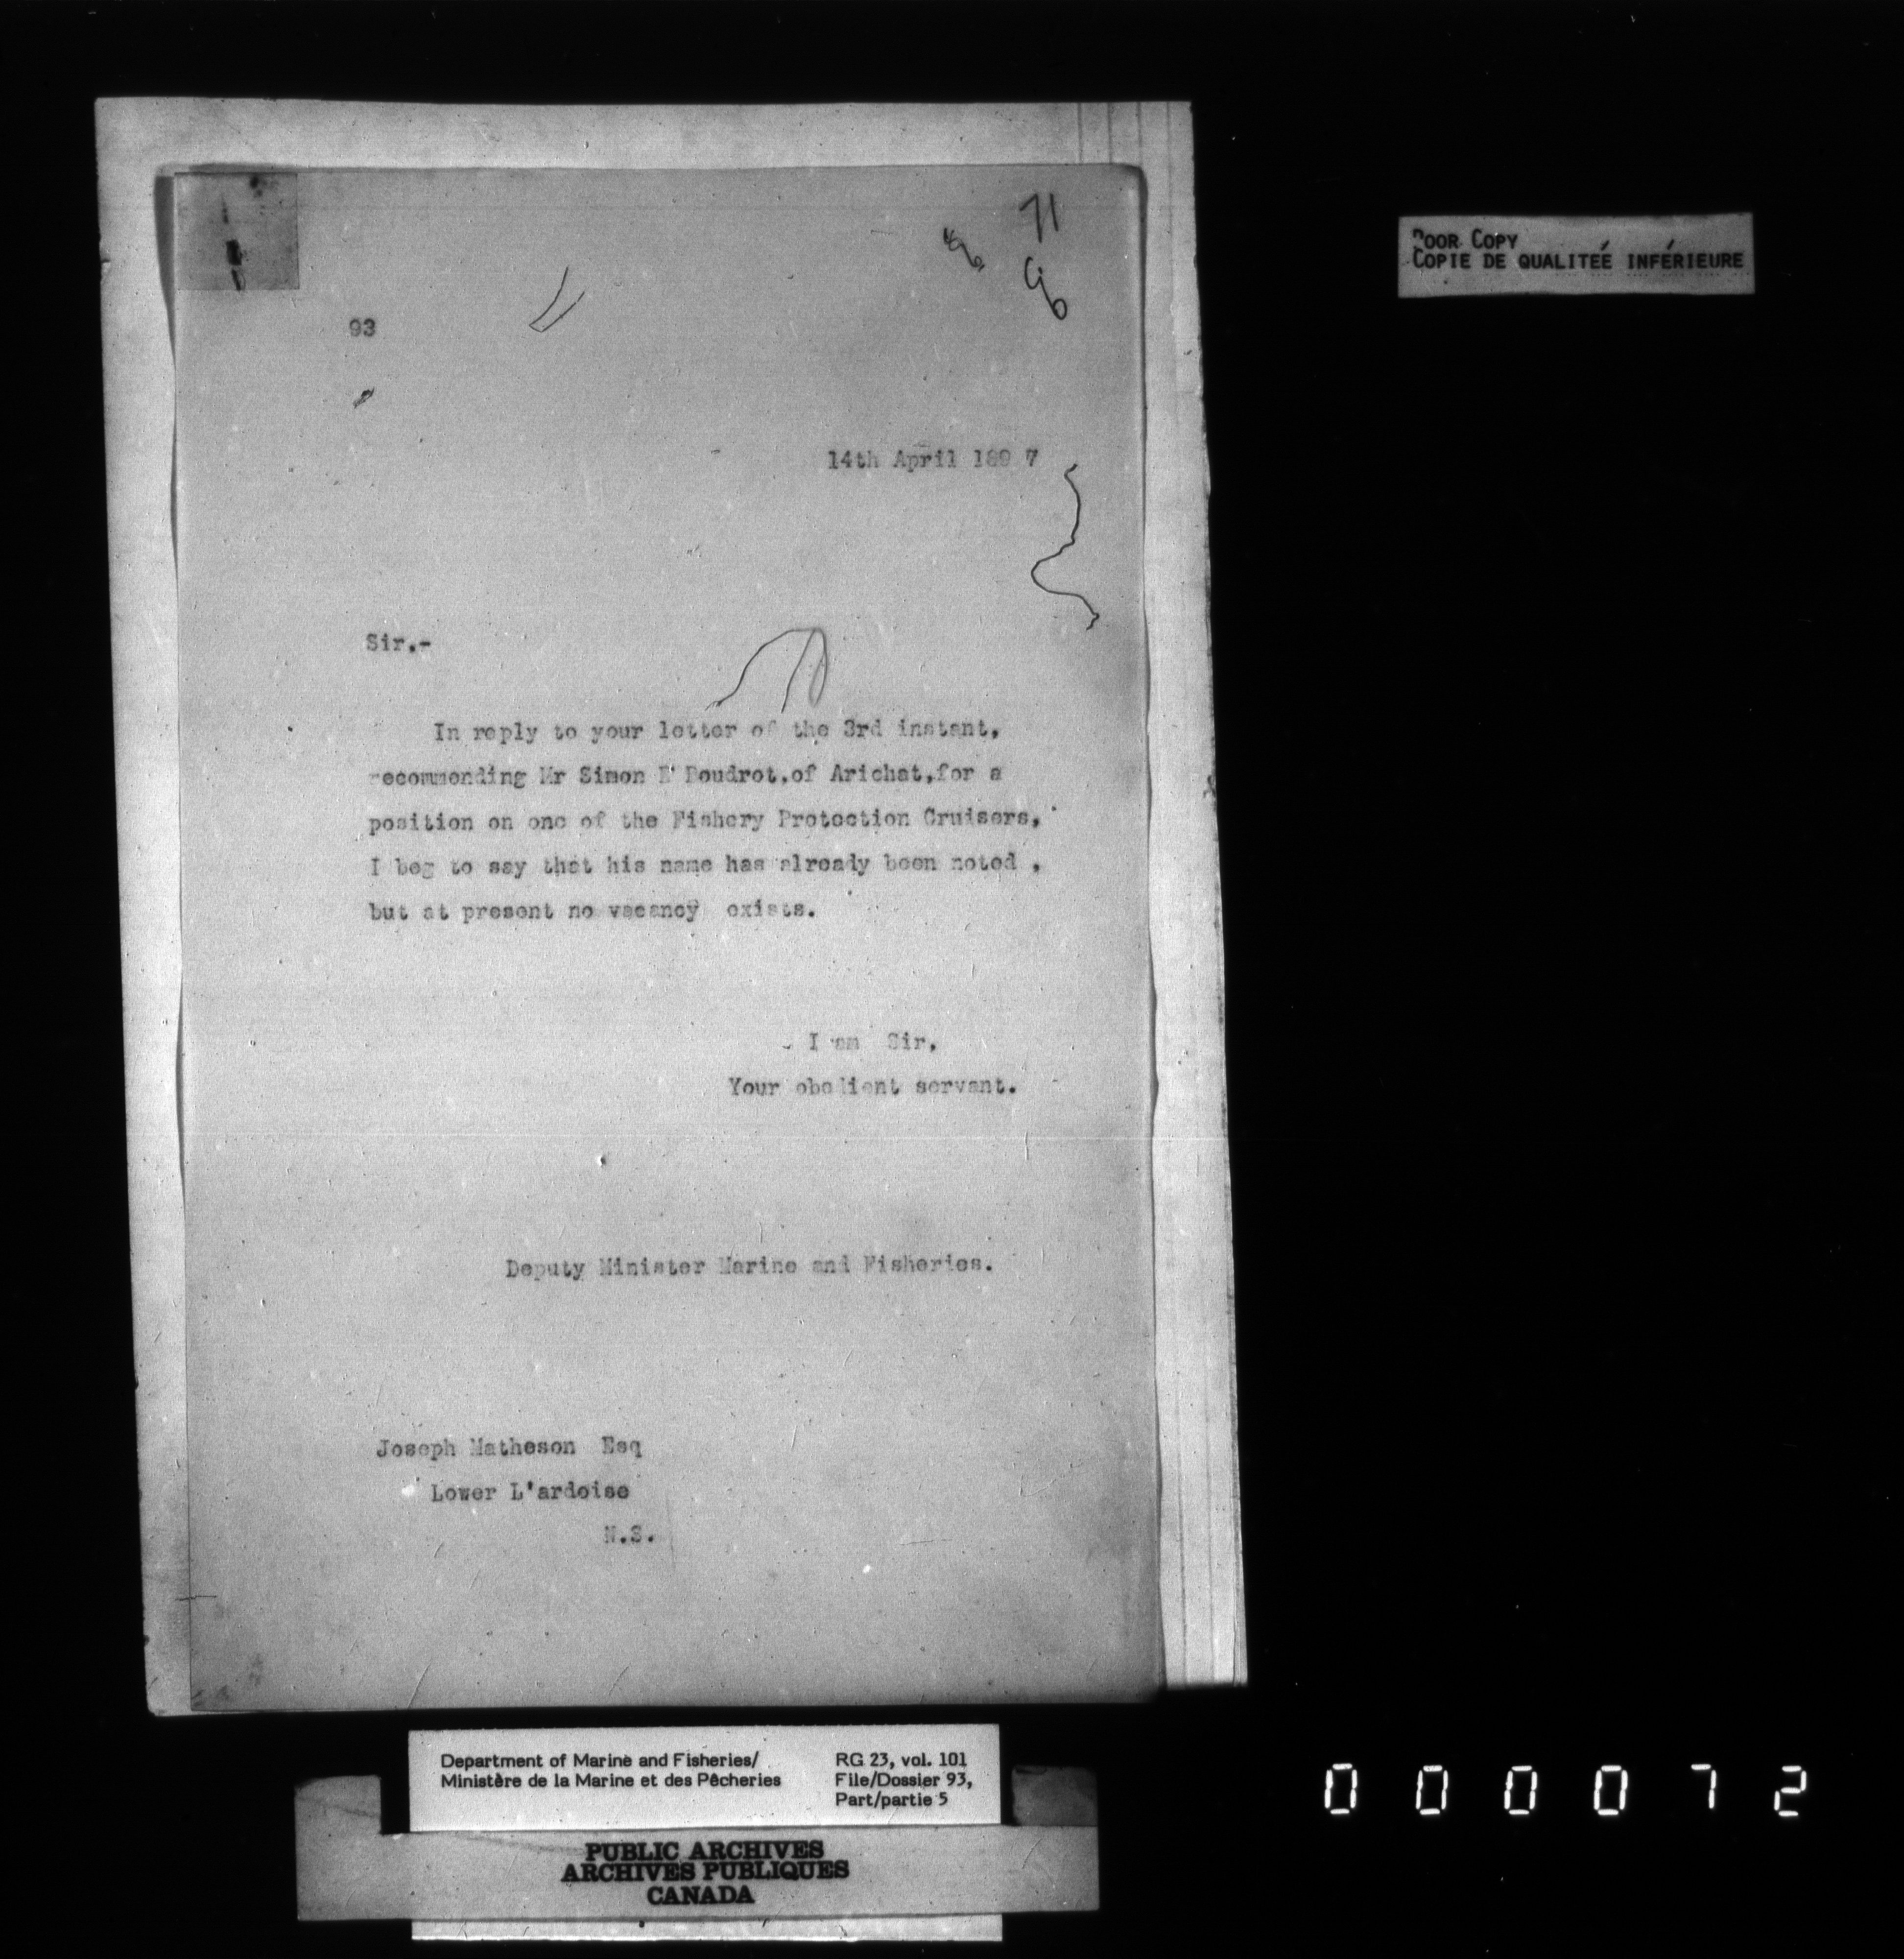 71
93
14th April 189 7
Sir.-
In reply to your letter of the 3rd instant,
recommending Mr Simon Boudrot,of Arichat,for a
position on one of the Fishery Protection Cruisers,
I beg to say that his name has already been noted ,
but at present no vacancy exists.
I am Sir,
Your obedient servant.
Deputy Minister Marine and Fisheries.
Joseph Matheson Esq
Lower L'ardoise
N.S.
POOR COPY
COPIE DE QUALITEÉ INFÉRIEURE
Department of Marine and Fisheries/
Ministère de la Marine et des Pêcheries
RG 23, vol. 101
File/Dossier 93,
Part/partie 5
PUBLIC ARCHIVES
ARCHIVES PUBLIQUES
CANADA
000072